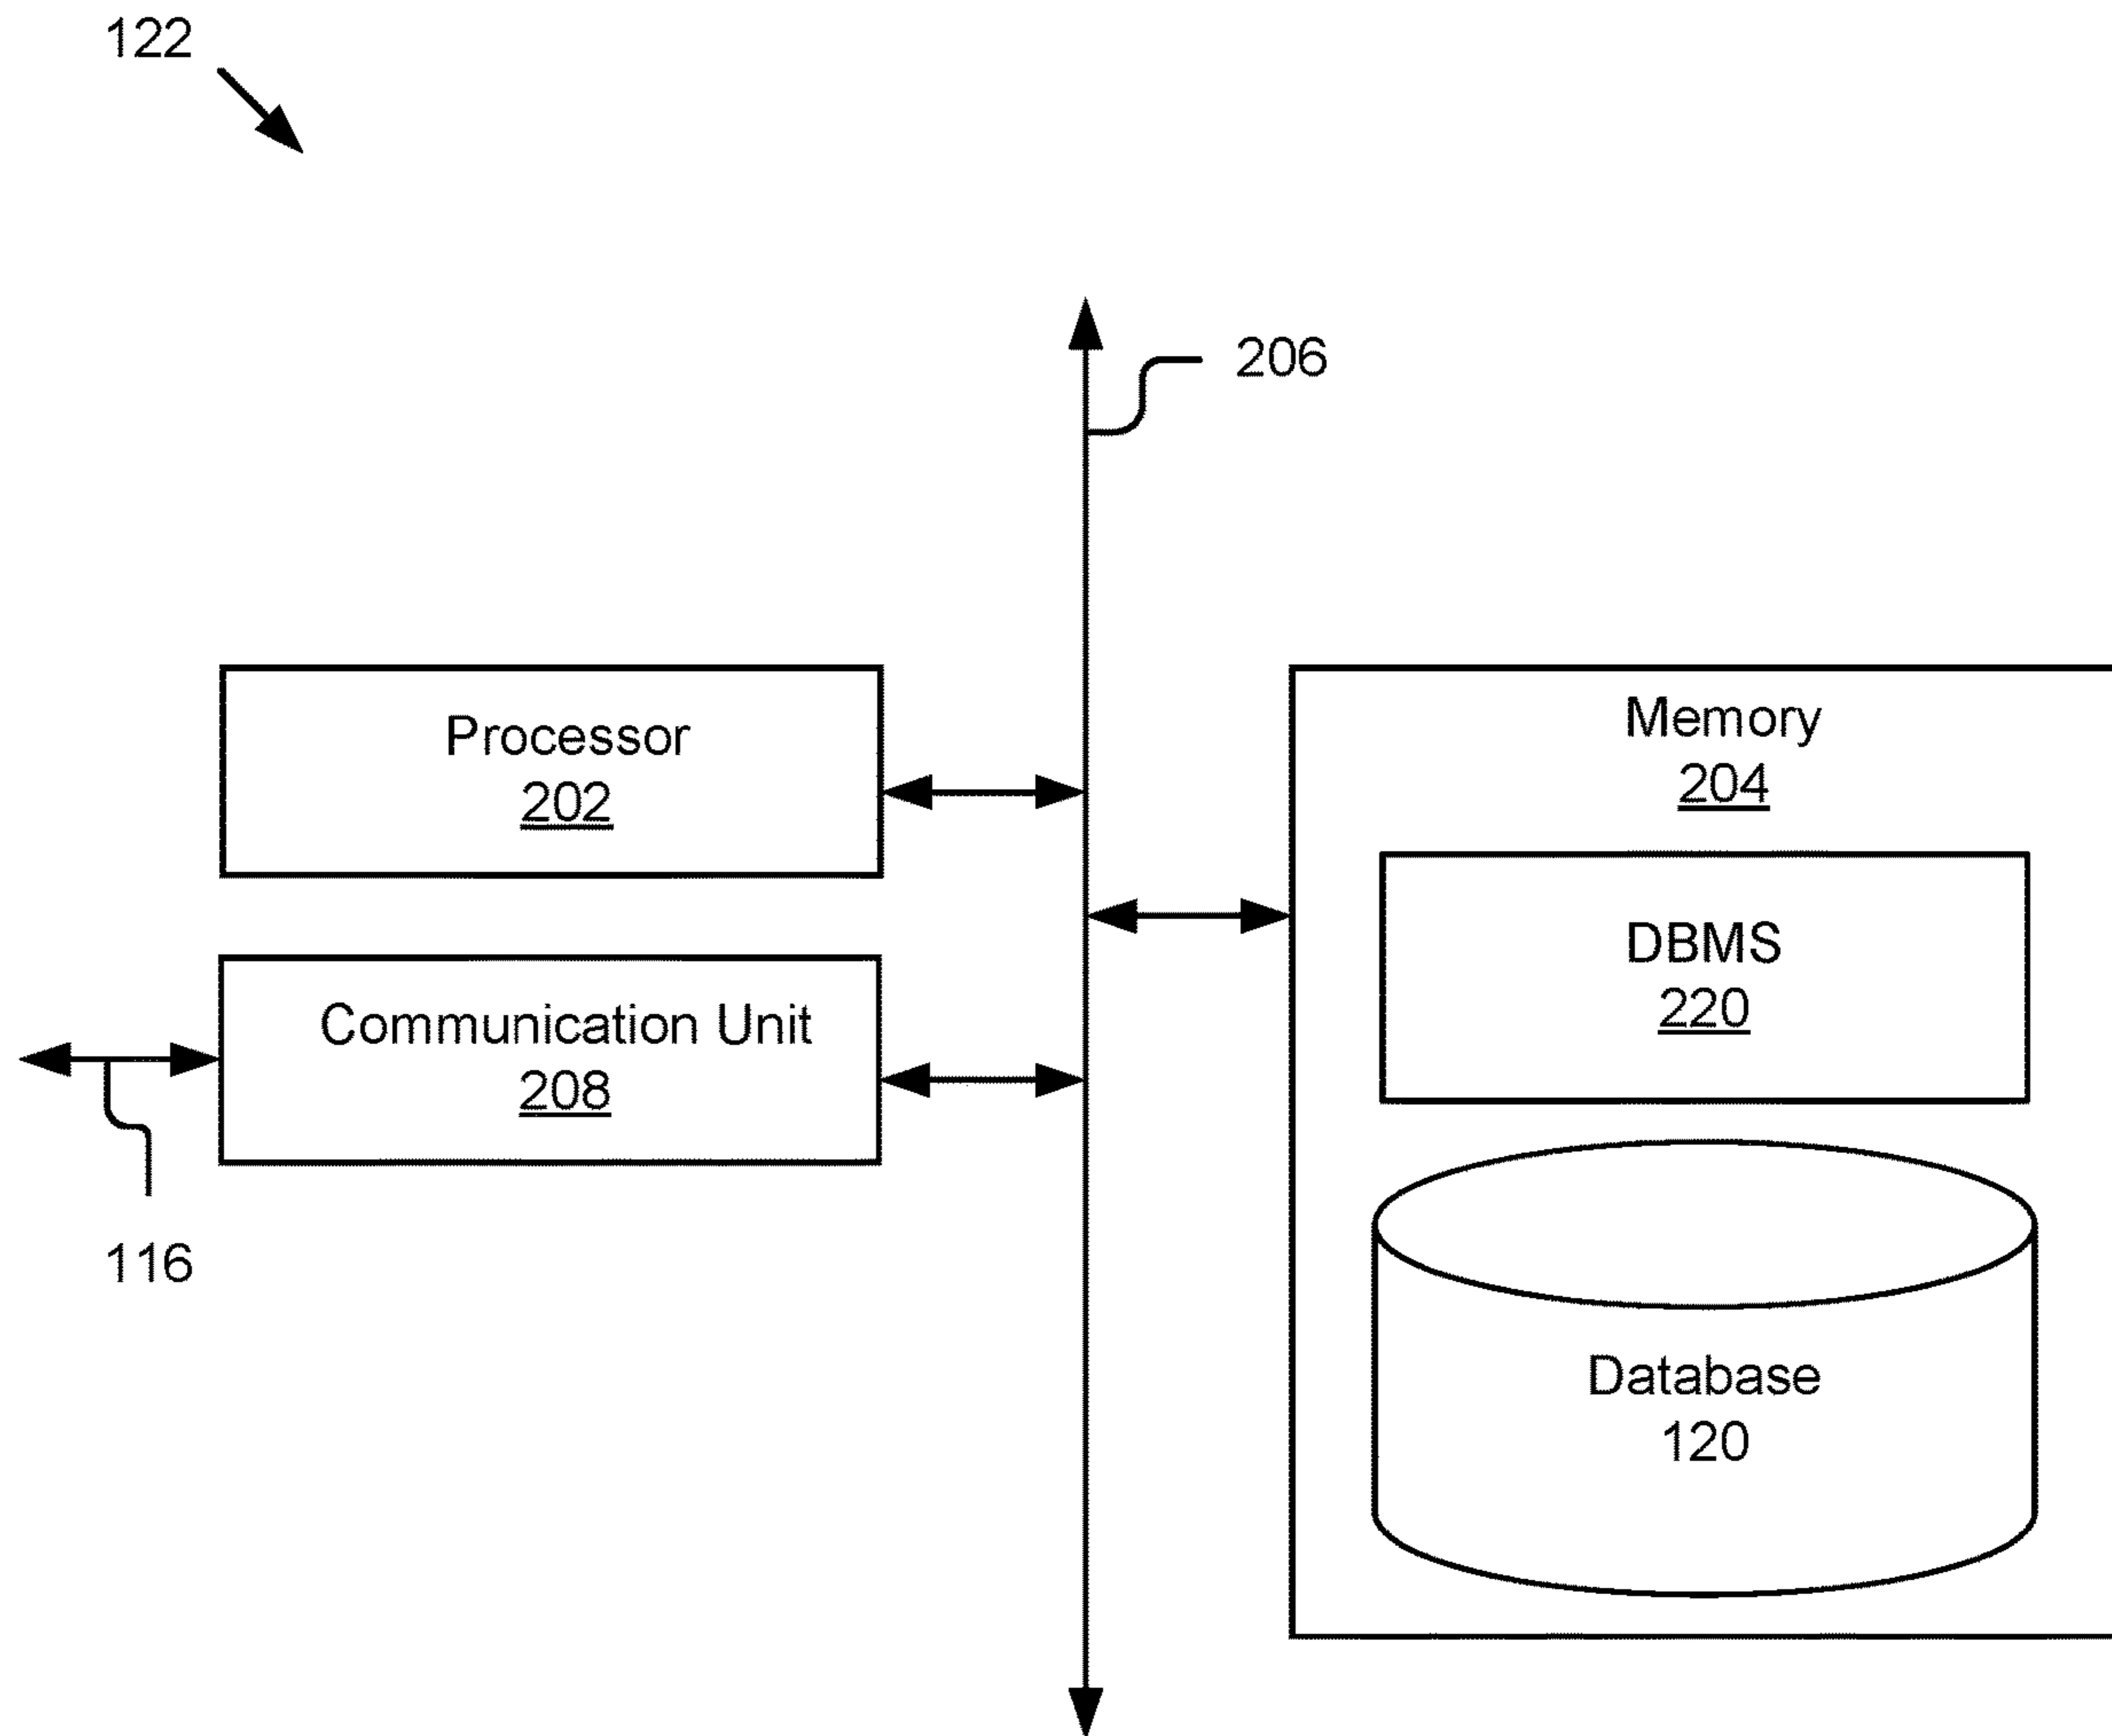 122
206
Processor
202
Communication Unit
208
116
Memory
204
DBMS
220
Database
120